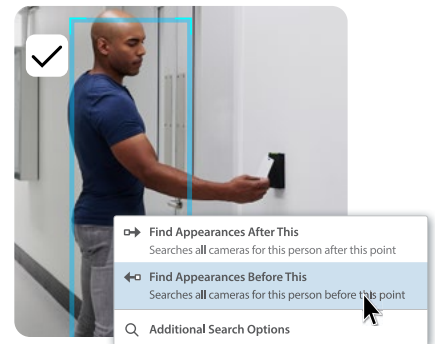 Find Appearances After This
Searches all cameras for this person after this point
Find Appearances Before This
Searches all cameras for this person before this point
Additional Search Options